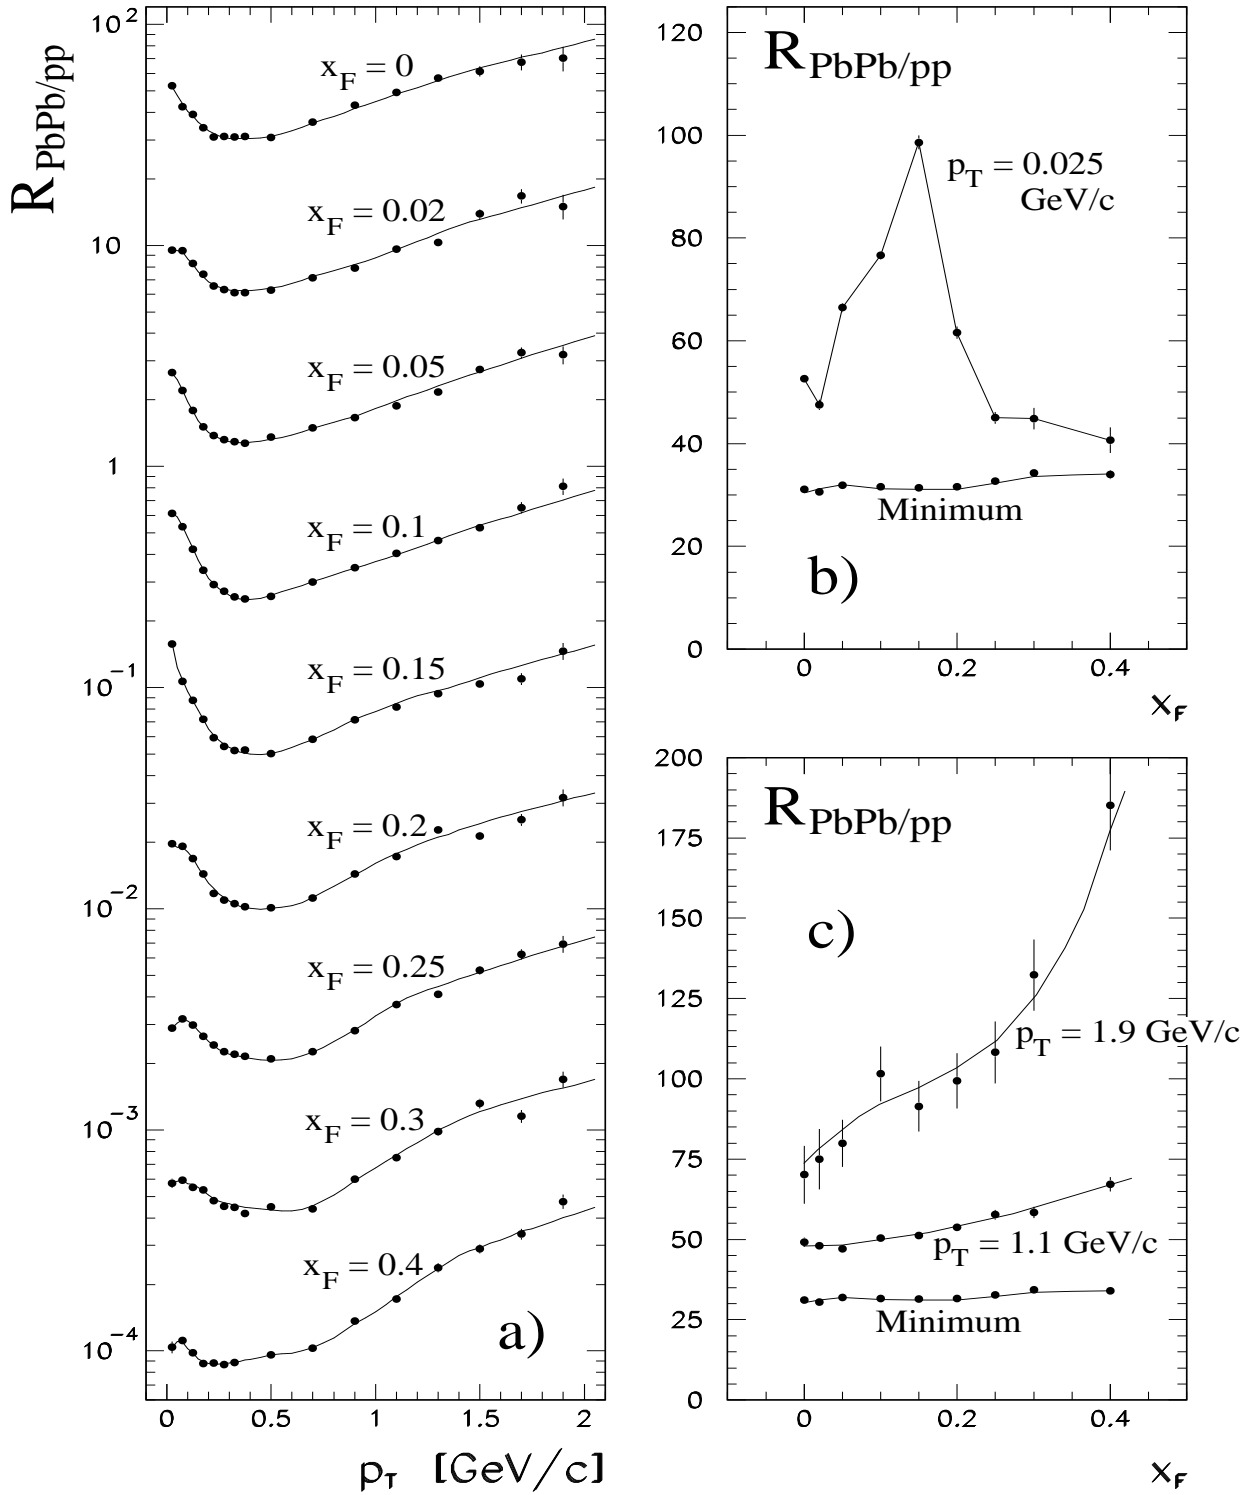 R PbPb/pp
10^2
10
1
10^-1
10^-2
10^-3
10^-4
x_F = 0
x_F = 0.02
x_F = 0.05
x_F = 0.1
x_F = 0.15
x_F = 0.2
x_F = 0.25
x_F = 0.3
x_F = 0.4
a)
0 0.5 1 1.5 2
p_T [GeV/c]
R PbPb/pp
120
100
80
60
40
20
0
p_T = 0.025
GeV/c
Minimum
b)
0 0.2 0.4
x_F
R PbPb/pp
200
175
150
125
100
75
50
25
0
c)
p_T = 1.9 GeV/c
p_T = 1.1 GeV/c
Minimum
0 0.2 0.4
x_F